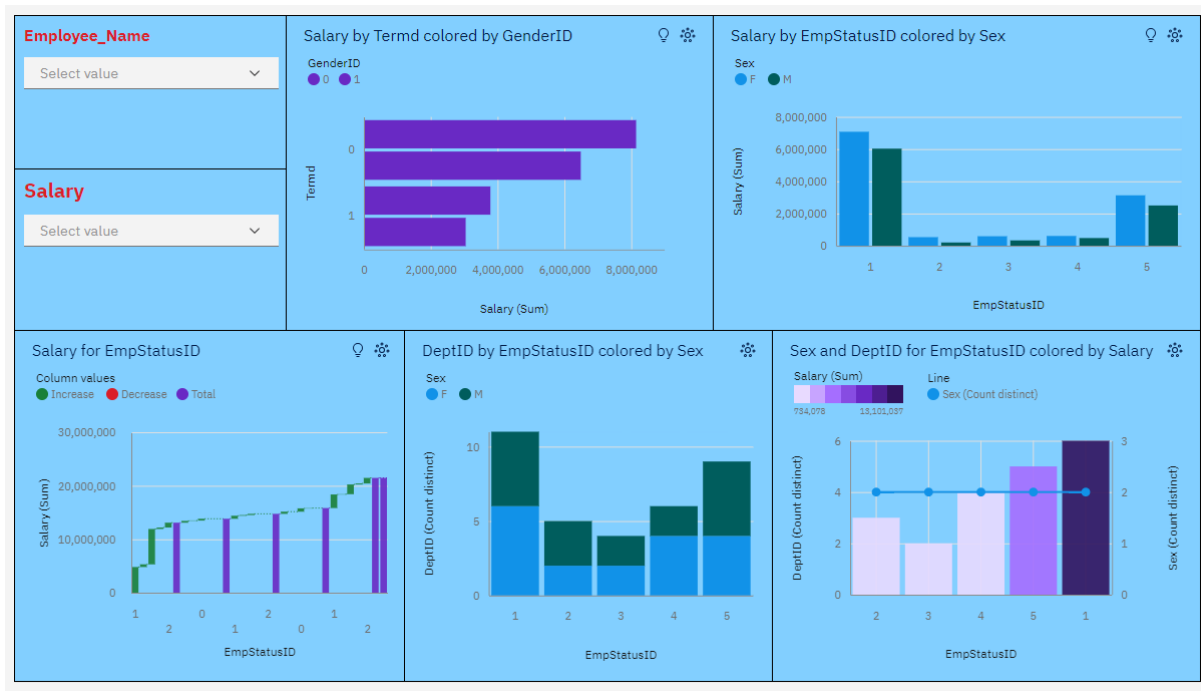 Employee_Name
Select value
Salary
Select value
Salary by Termd colored by GenderID
GenderID
0 1
Termd
0
1
0 2,000,000 4,000,000 6,000,000 8,000,000
Salary (Sum)
Salary by EmpStatusID colored by Sex
Sex
F M
Salary (Sum)
8,000,000
6,000,000
4,000,000
2,000,000
0
1 2 3 4 5
EmpStatusID
Salary for EmpStatusID
Column values
Increase Decrease Total
Salary (Sum)
30,000,000
20,000,000
10,000,000
0
1 0 2 1
2 1 0 2
EmpStatusID
DeptID by EmpStatusID colored by Sex
Sex
F M
DeptID (Count distinct)
10
5
0
1 2 3 4 5
EmpStatusID
Sex and DeptID for EmpStatusID colored by Salary
Salary (Sum) Line
Sex (Count distinct)
734,078 13,101,037
DeptID (Count distinct)
6 3
4 2
2 1
0 0
Sex (Count distinct)
2 3 4 5 1
EmpStatusID